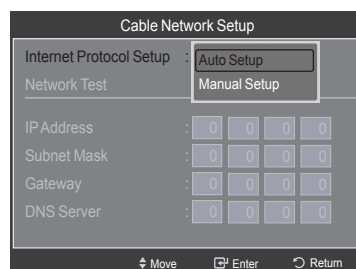 Cable Network Setup
Internet Protocol Setup : Auto Setup
Manual Setup
Network Test
IP Address : 0 0 0 0
Subnet Mask : 0 0 0 0
Gateway : 0 0 0 0
DNS Server : 0 0 0 0
Move Enter Return